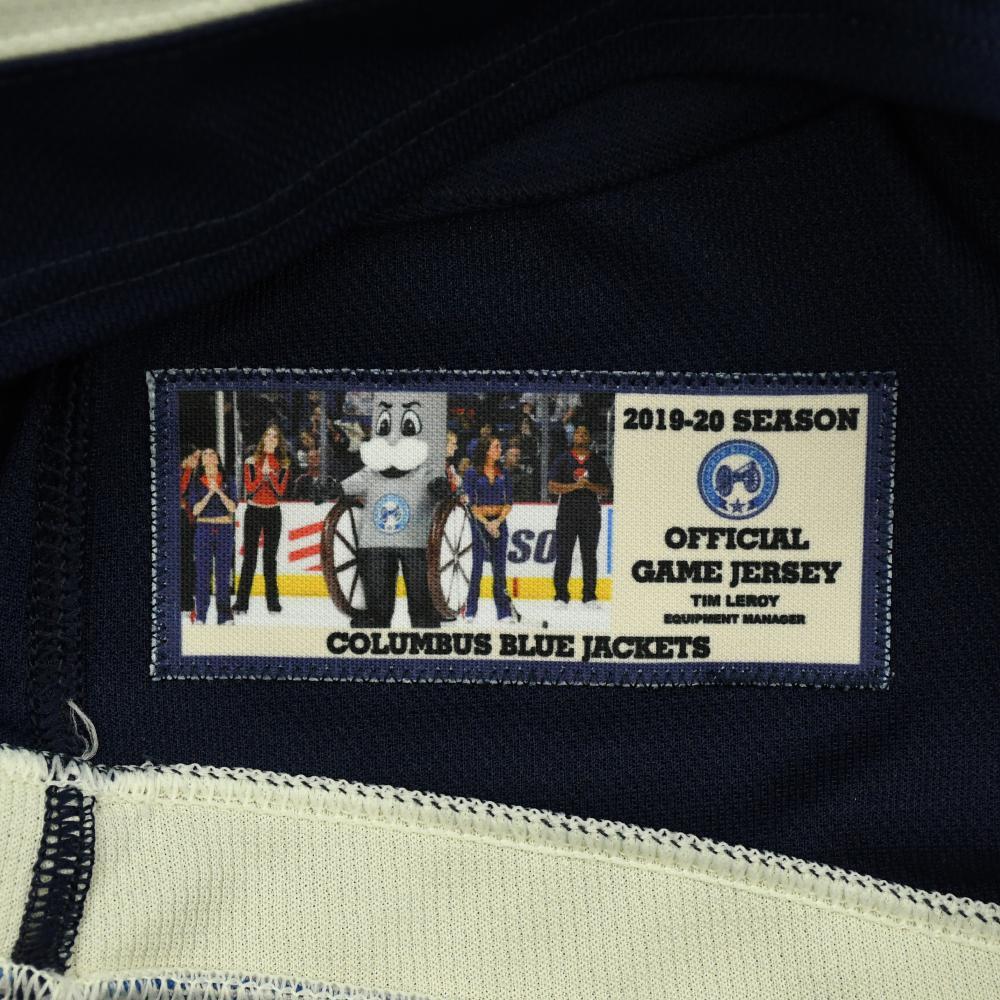 2019-20 SEASON
OFFICIAL
GAME JERSEY
TIM LEROY
EQUIPMENT MANAGER
COLUMBUS BLUE JACKETS